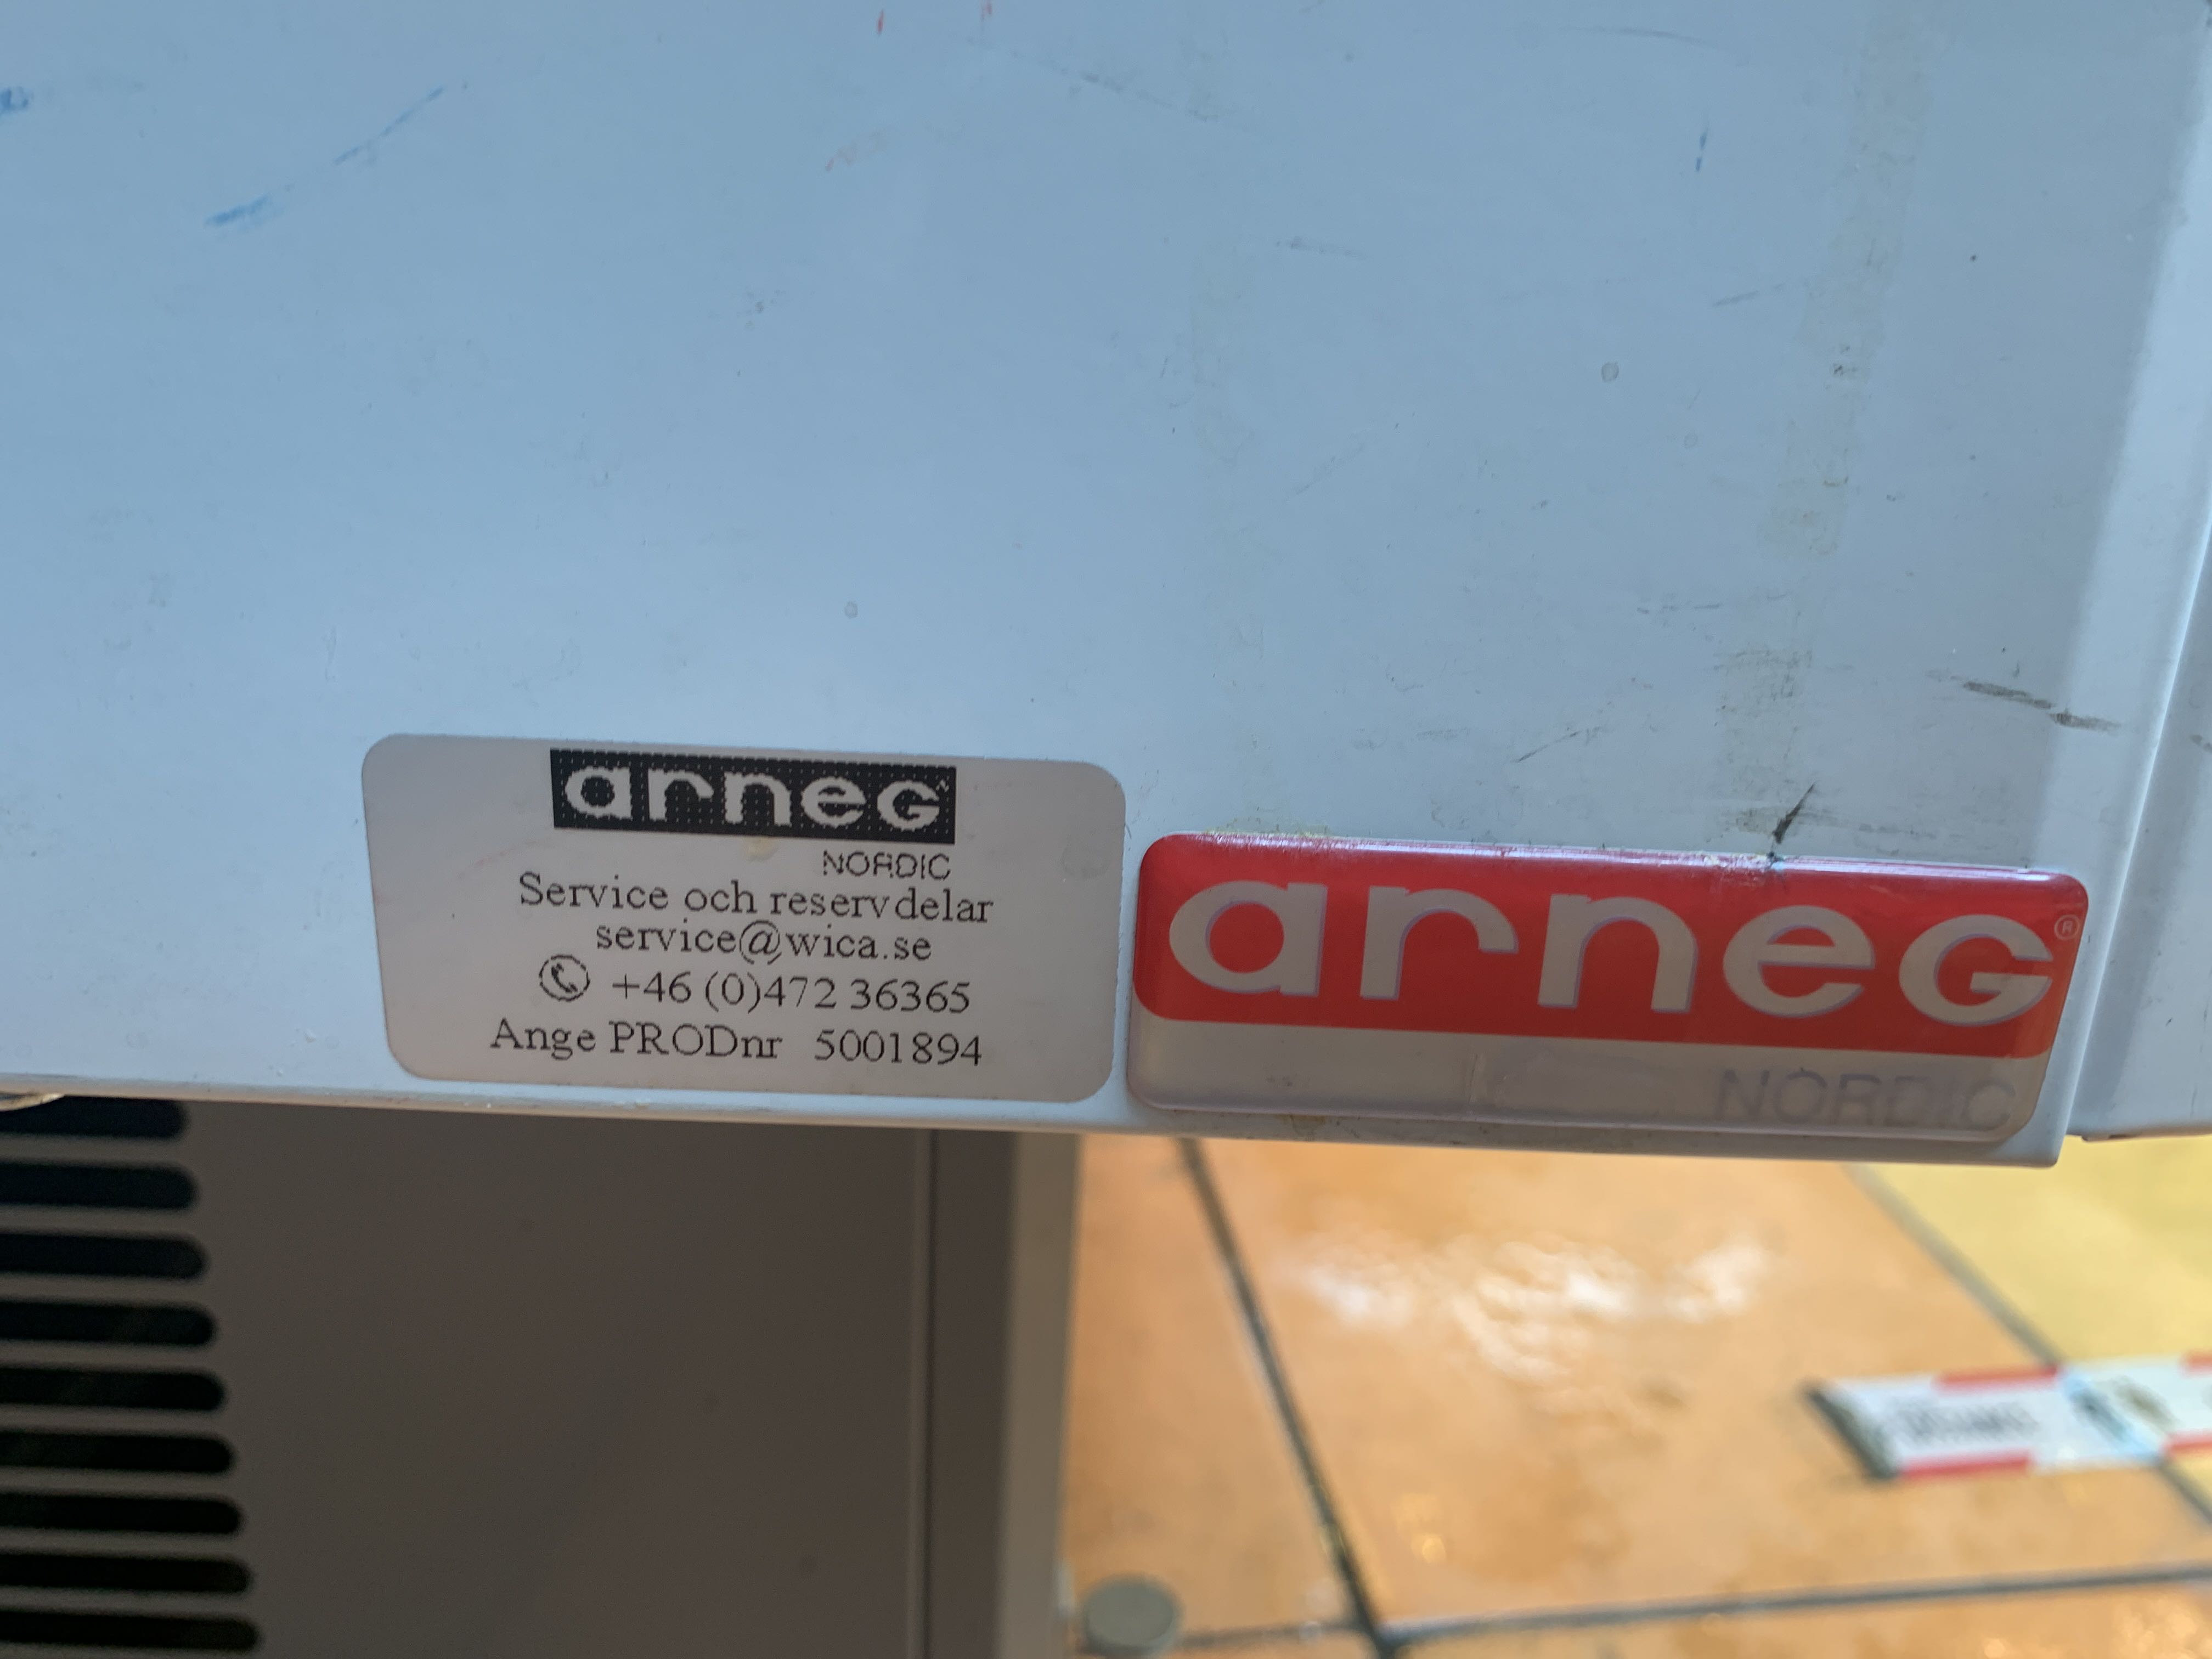 arneg
NORDIC
Service och reservdelar
service@wica.se
+46 (0)472 36365
Ange PRODnr 5001894
arneg®
NORDIC